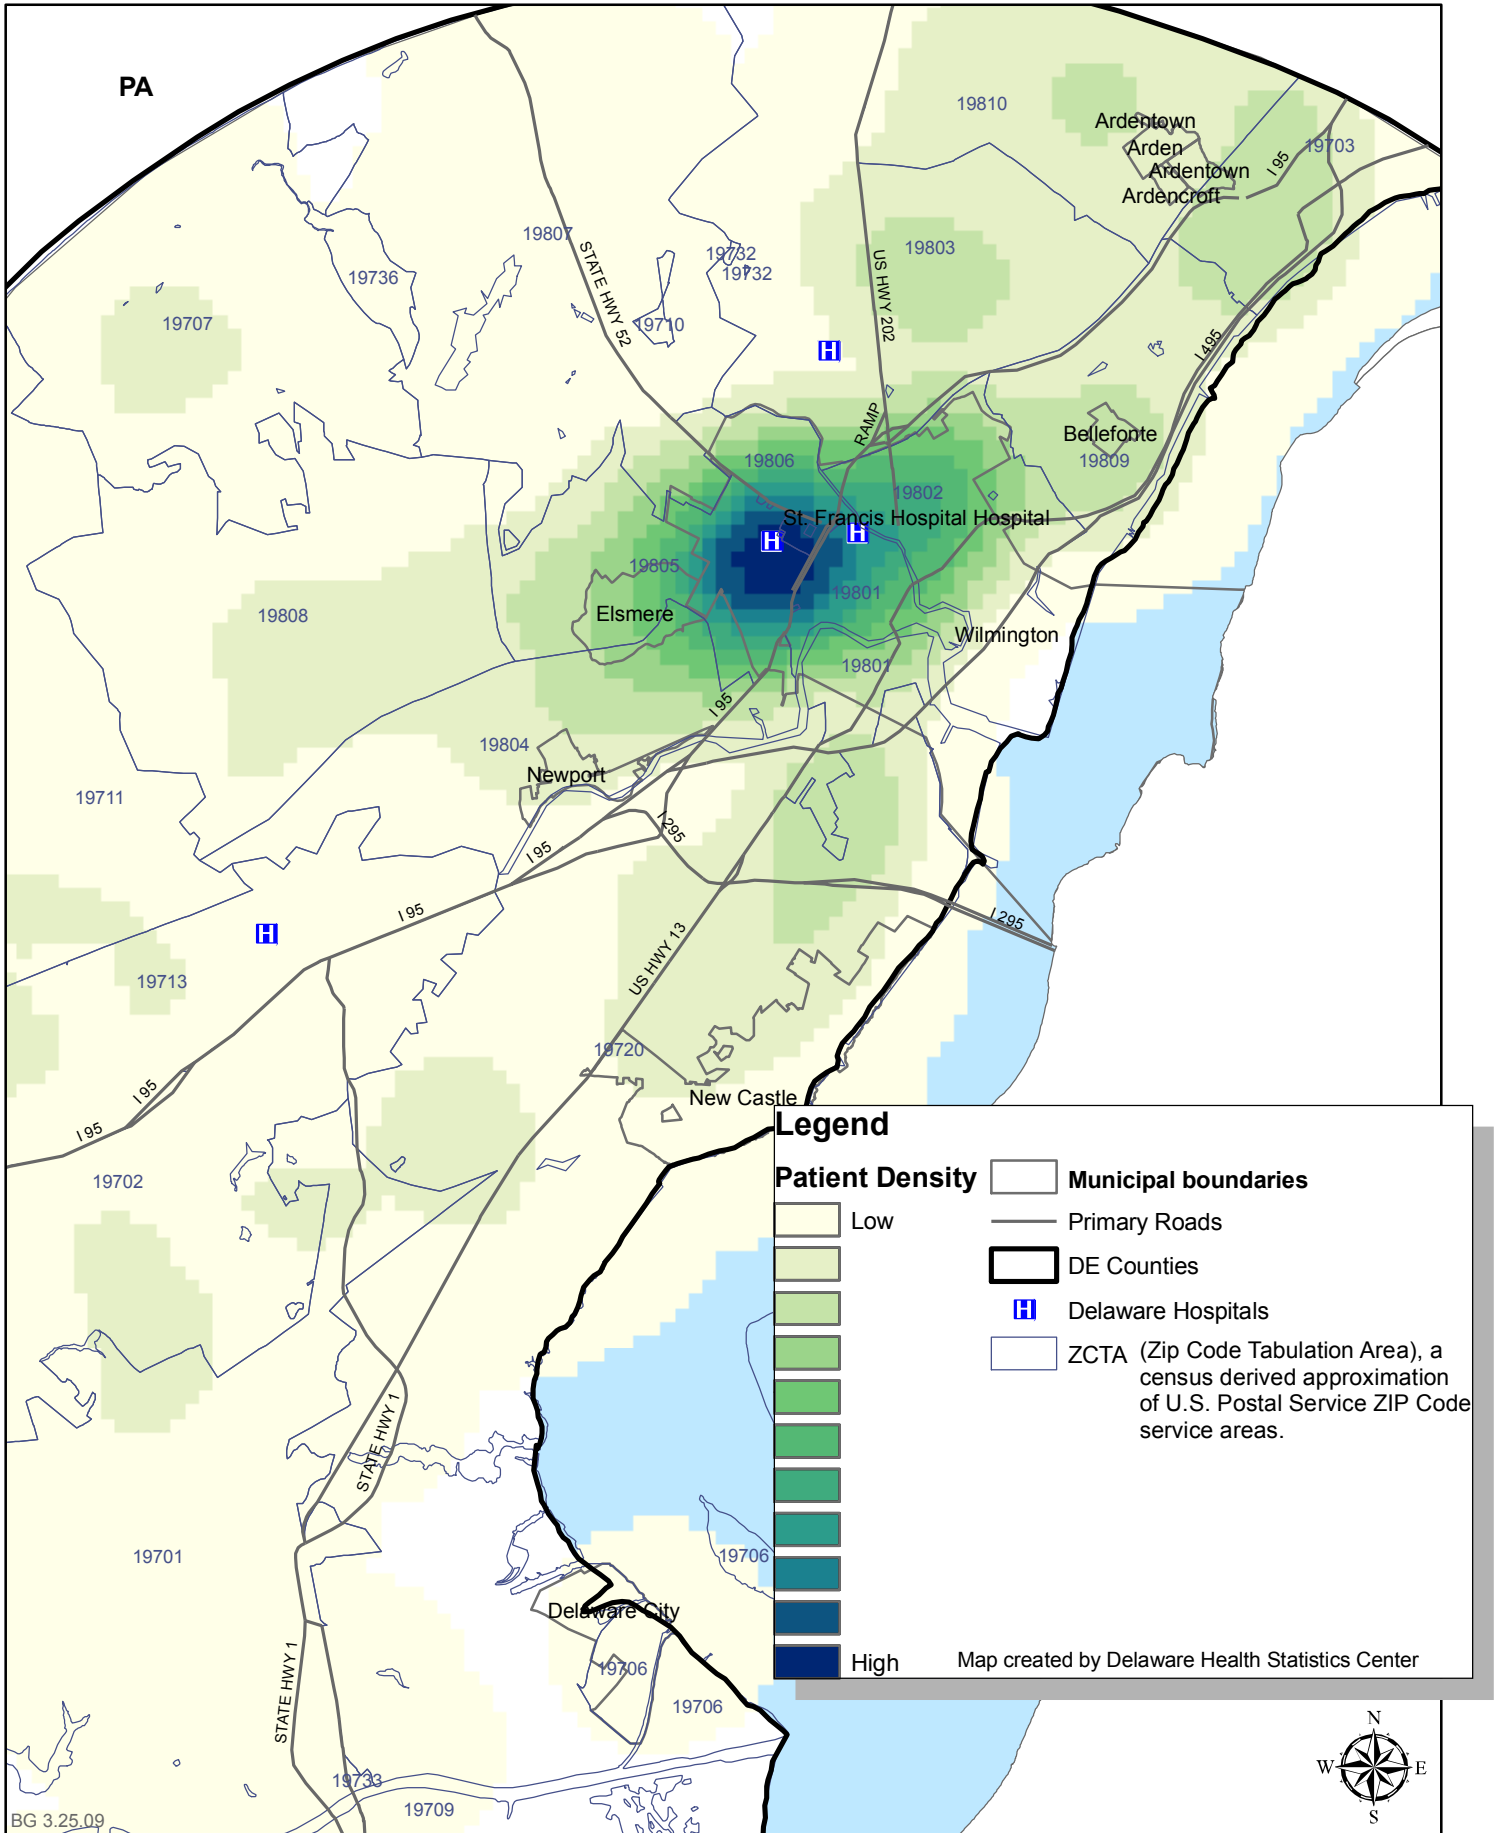 PA
19810
Ardentown
Arden
19703
Ardentown
I 95
Ardencroft
19807
STATE HWY 52
19732
19732
19803
US HWY 202
19736
19707
19710
I 495
RAMP
Bellefonte
19806
19809
19802
St. Francis Hospital Hospital
H
H
H
19805
19801
19808
Elsmere
Wilmington
19801
I 95
19804
Newport
19711
I 295
I 95
I 95
H
I 295
US HWY 13
19713
19720
I 95
New Castle
I 95
19702
STATE HWY 1
19701
19706
Delaware City
19706
19706
STATE HWY 1
19733
19709
BG 3.25.09
Legend
Patient Density
Low
High
Municipal boundaries
Primary Roads
DE Counties
H Delaware Hospitals
ZCTA (Zip Code Tabulation Area), a
census derived approximation
of U.S. Postal Service ZIP Code
service areas.
Map created by Delaware Health Statistics Center
N
W E
S